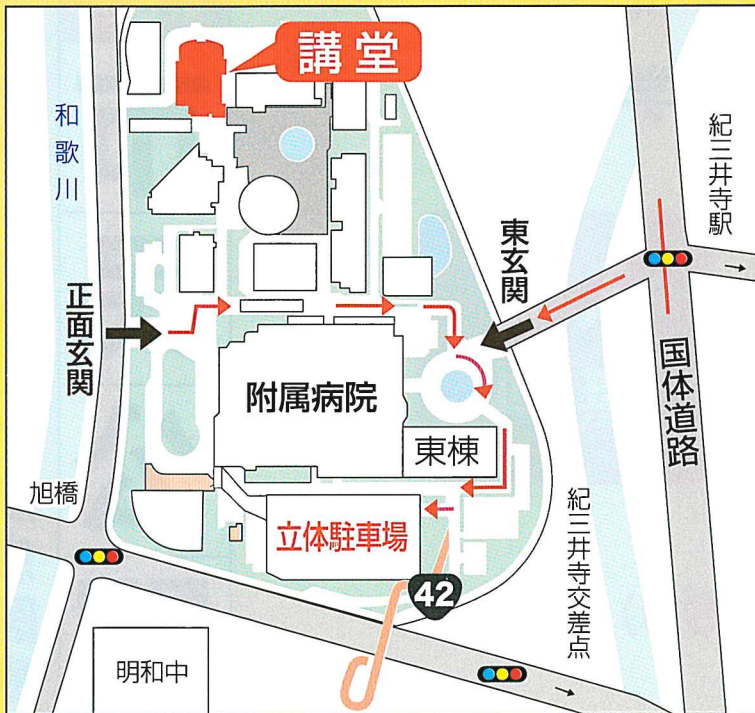 講堂
和歌川
紀三井寺駅
東玄関
正面玄関
国体道路
附属病院
東棟
旭橋
立体駐車場
紀三井寺交差点
42
明和中